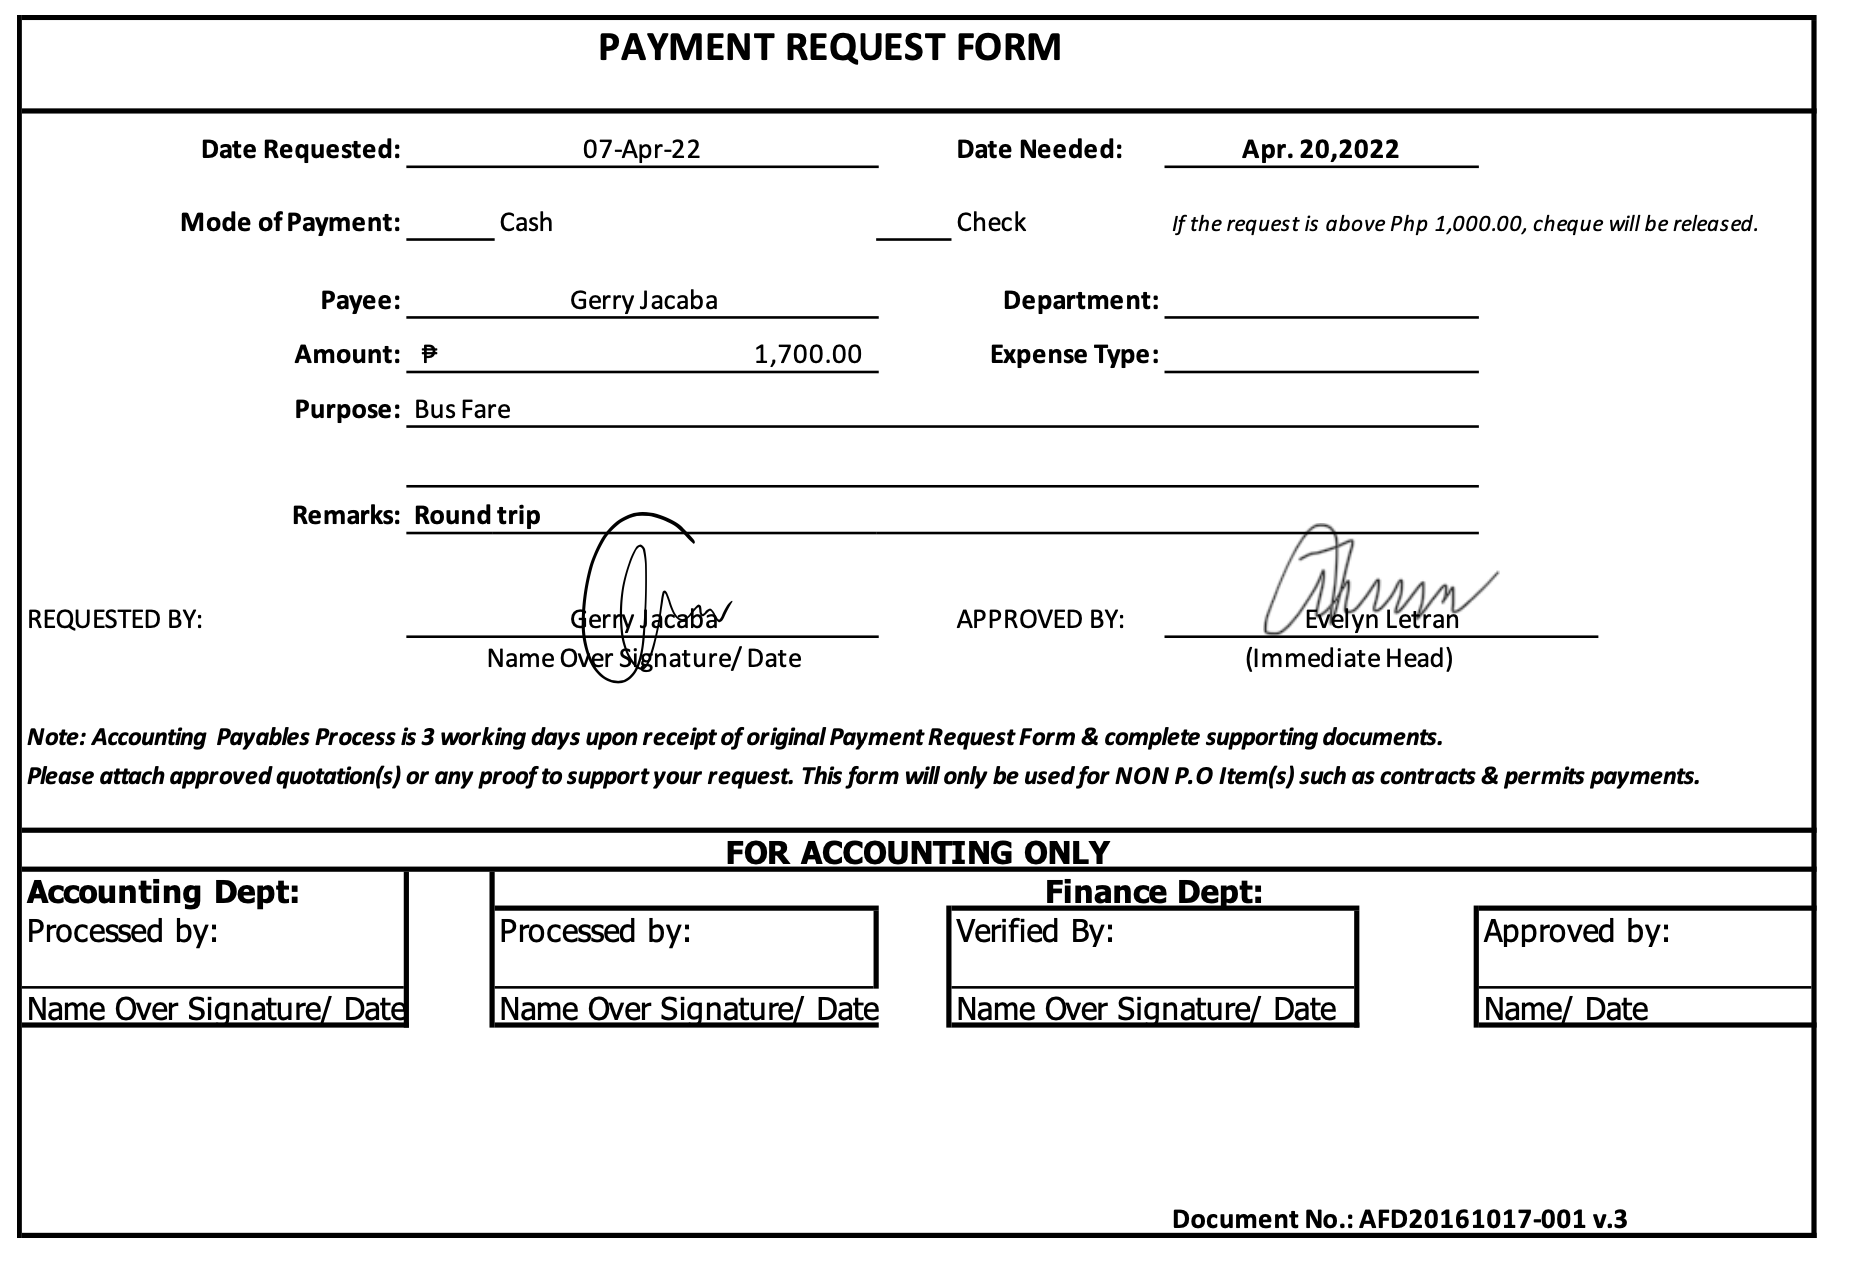 PAYMENT REQUEST FORM
Date Requested: 07-Apr-22 Date Needed: Apr. 20,2022
Mode of Payment: Cash Check If the request is above Php 1,000.00, cheque will be released.
Payee: Gerry Jacaba Department:
Amount: ₱ 1,700.00 Expense Type:
Purpose: Bus Fare
Remarks: Round trip
REQUESTED BY: Gerry Jacaba APPROVED BY: Evelyn Letran
Name Over Signature/ Date (Immediate Head)
Note: Accounting Payables Process is 3 working days upon receipt of original Payment Request Form & complete supporting documents.
Please attach approved quotation(s) or any proof to support your request. This form will only be used for NON P.O Item(s) such as contracts & permits payments.
FOR ACCOUNTING ONLY
Accounting Dept: Finance Dept:
Processed by: Processed by: Verified By: Approved by:
Name Over Signature/ Date Name Over Signature/ Date Name Over Signature/ Date Name/ Date
Document No.: AFD20161017-001 v.3